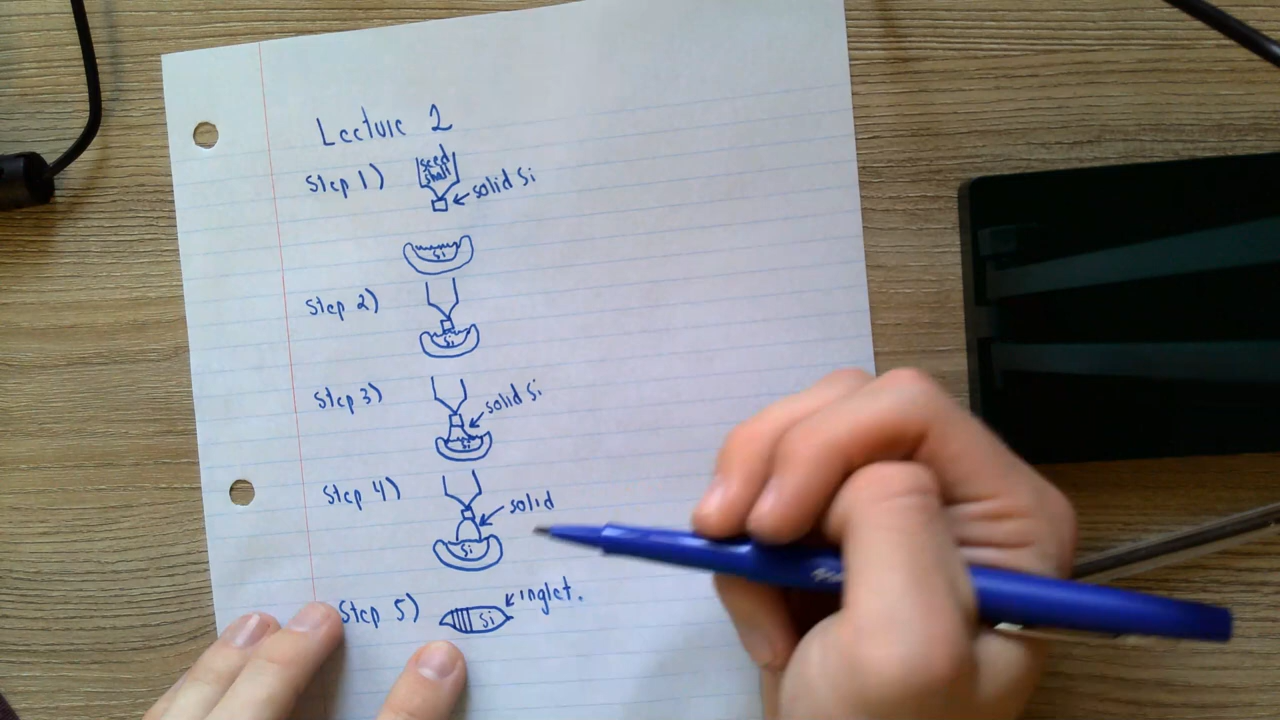 Lecture 2
Step 1)
seed
shaft
solid Si
Si
Step 2)
Si
Step 3)
solid Si
Si
Step 4)
solid
Si
Step 5)
inglet.
Si